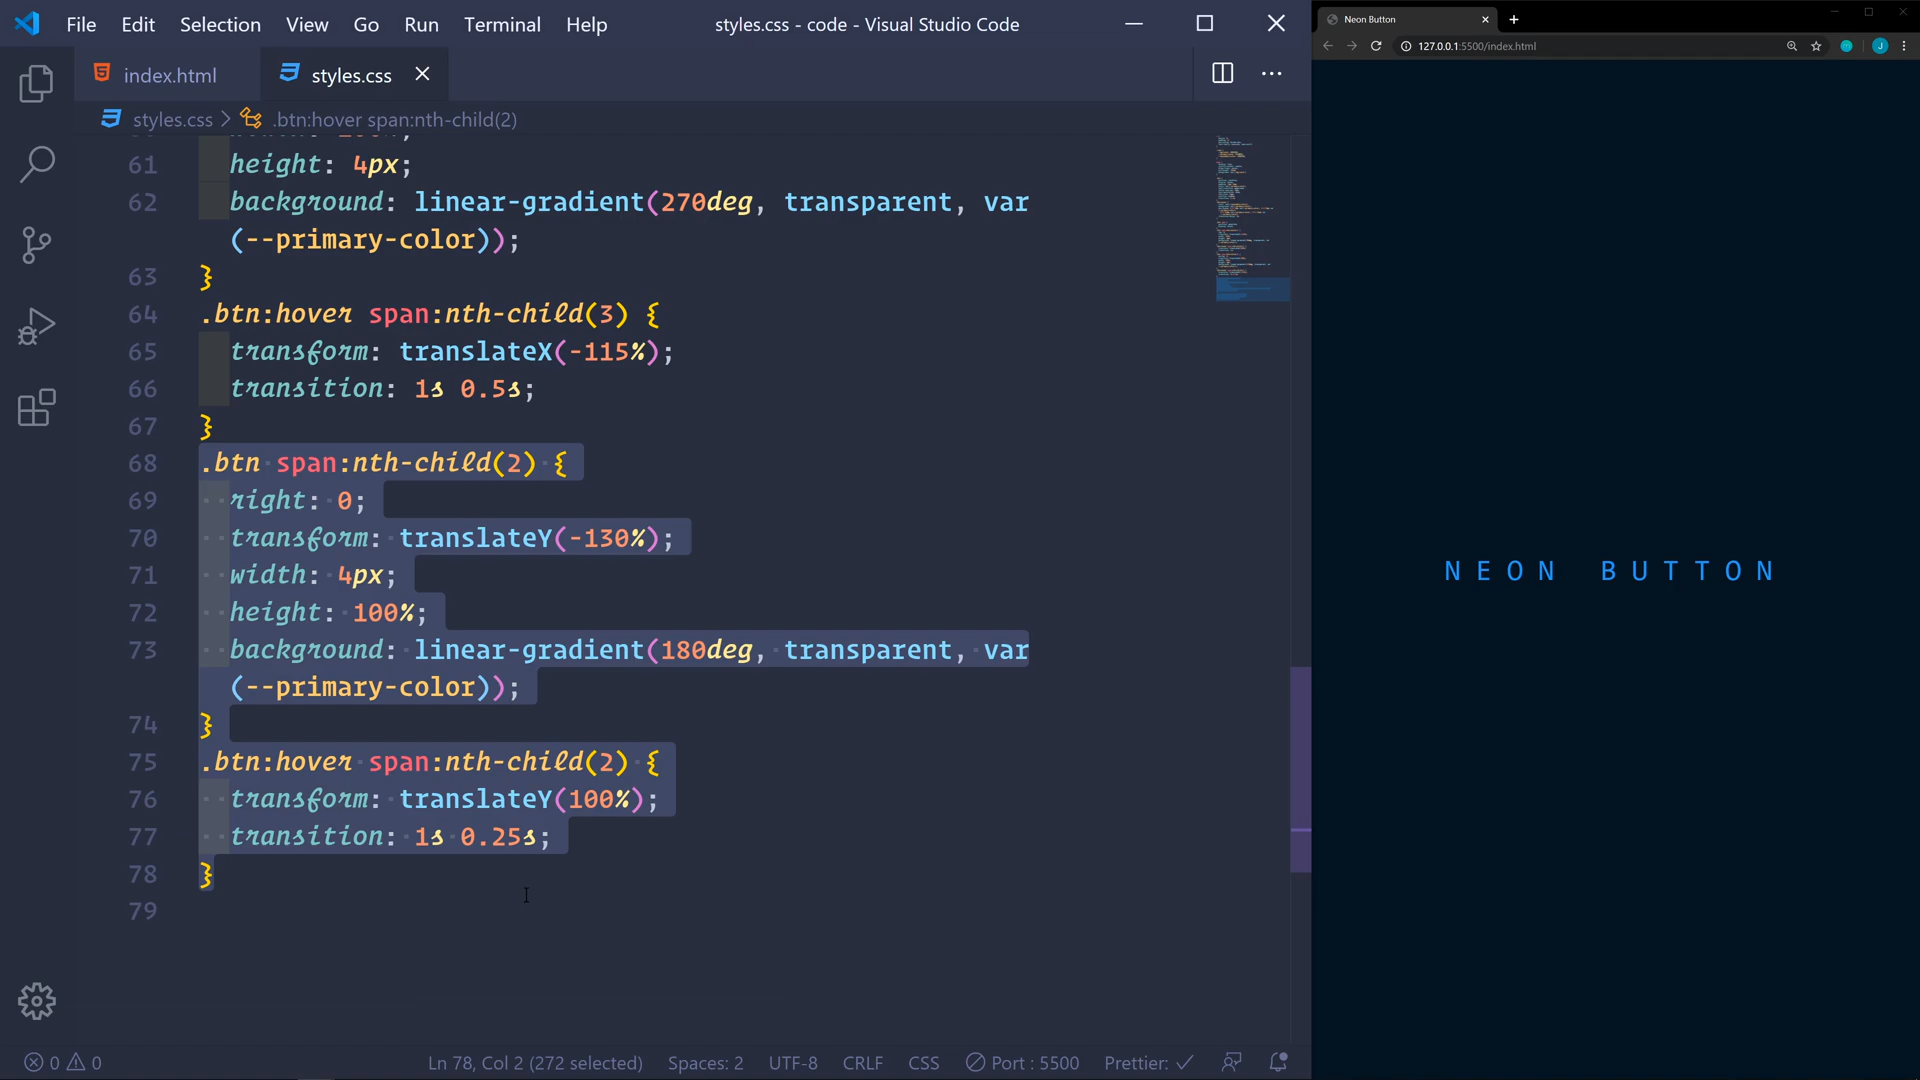 File Edit Selection View Go Run Terminal Help styles.css - code - Visual Studio Code
index.html styles.css
styles.css > .btn:hover span:nth-child(2)
61 height: 4px;
62 background: linear-gradient(270deg, transparent, var
(--primary-color));
63 }
64 .btn:hover span:nth-child(3) {
65 transform: translateX(-115%);
66 transition: 1s 0.5s;
67 }
68 .btn span:nth-child(2) {
69 right: 0;
70 transform: translateY(-130%);
71 width: 4px;
72 height: 100%;
73 background: linear-gradient(180deg, transparent, var
(--primary-color));
74 }
75 .btn:hover span:nth-child(2) {
76 transform: translateY(100%);
77 transition: 1s 0.25s;
78 }
79
0 0 Ln 78, Col 2 (272 selected) Spaces: 2 UTF-8 CRLF CSS Port : 5500 Prettier: ✓
Neon Button
127.0.0.1:5500/index.html
J
NEON BUTTON